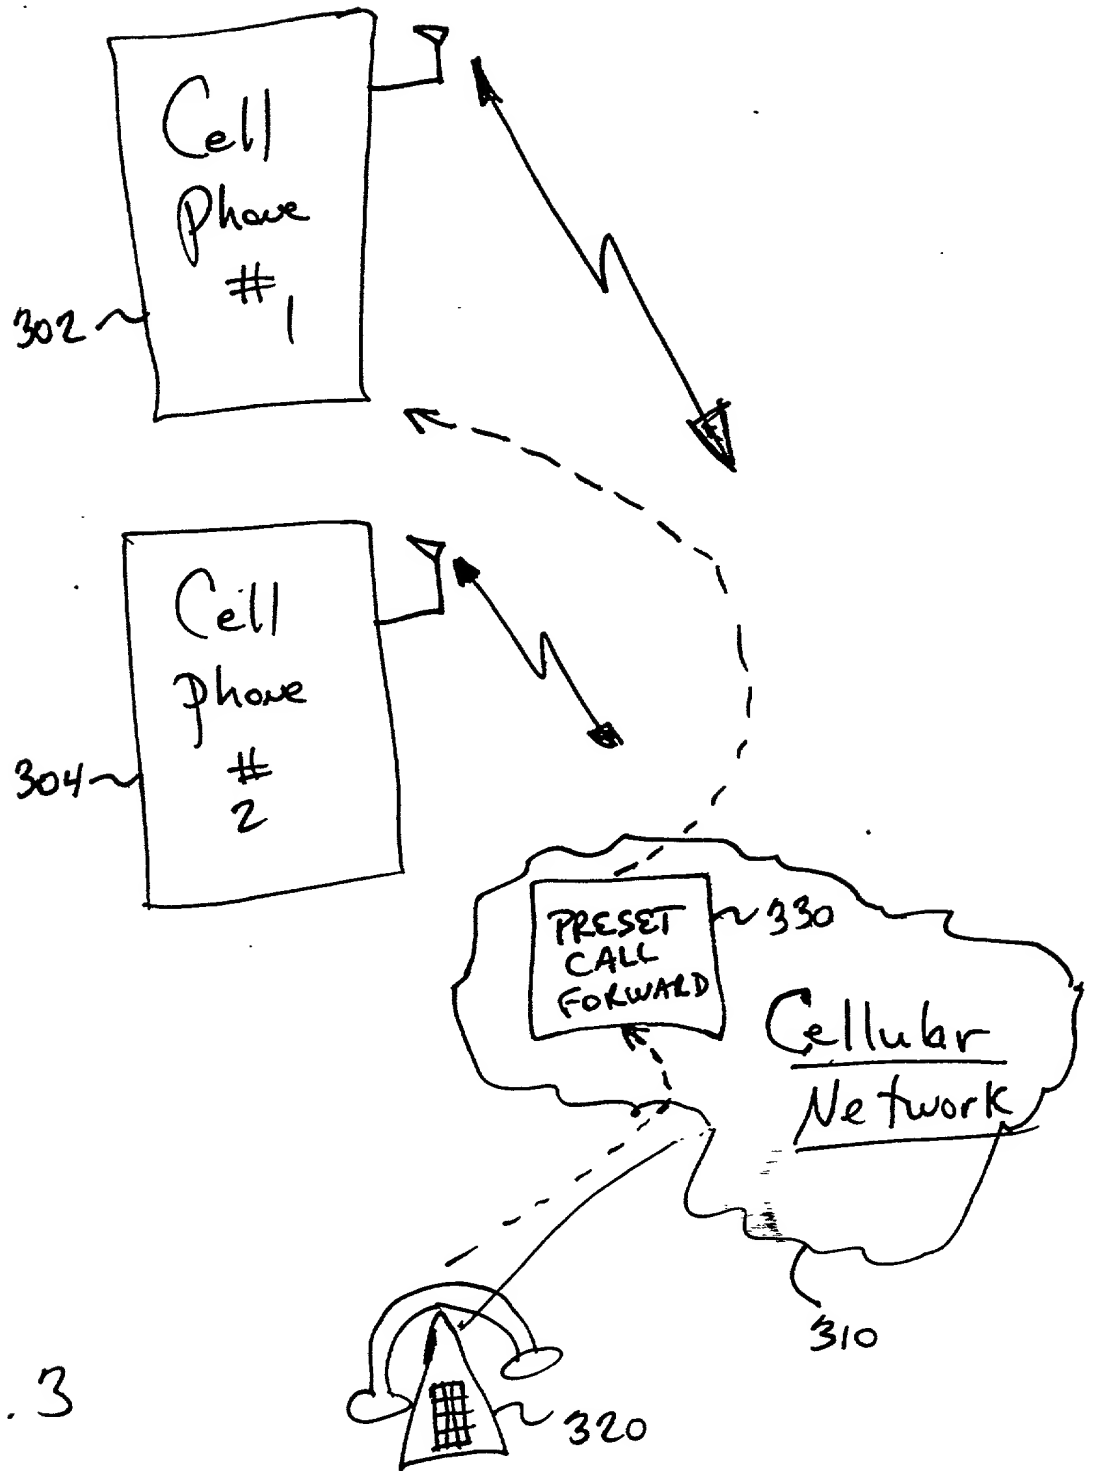 Cell
phone
#
1
302
Cell
phone
#
2
304
PRESET
CALL
FORWARD
330
Cellular
Network
310
320
. 3